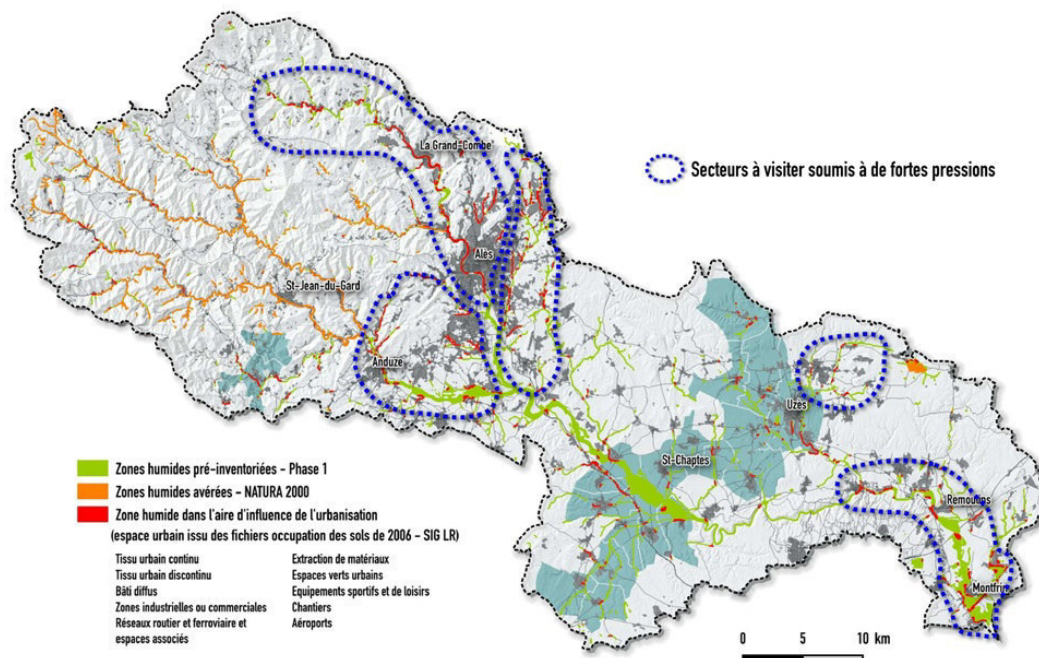 La Grand-Combe
Secteurs à visiter soumis à de fortes pressions
Alès
St-Jean-du-Gard
Anduze
Uzes
St-Chaptes
Remoulins
Montfrin
Zones humides pré-inventoriées - Phase 1
Zones humides avérées - NATURA 2000
Zone humide dans l'aire d'influence de l'urbanisation
(espace urbain issu des fichiers occupation des sols de 2006 - SIG LR)
Tissu urbain continu
Tissu urbain discontinu
Bâti diffus
Zones industrielles ou commerciales
Réseaux routier et ferroviaire et
espaces associés
Extraction de matériaux
Espaces verts urbains
Equipements sportifs et de loisirs
Chantiers
Aéroports
0 5 10 km